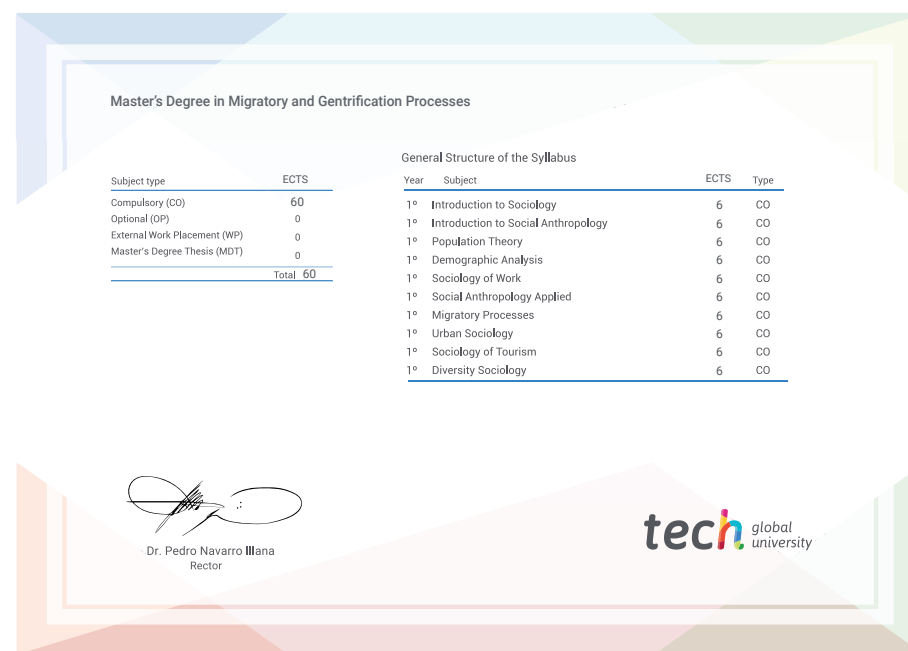 Master's Degree in Migratory and Gentrification Processes
General Structure of the Syllabus
Subject type ECTS
Compulsory (CO) 60
Optional (OP) 0
External Work Placement (WP) 0
Master's Degree Thesis (MDT) 0
Total 60
Year Subject ECTS Type
1º Introduction to Sociology 6 CO
1º Introduction to Social Anthropology 6 CO
1º Population Theory 6 CO
1º Demographic Analysis 6 CO
1º Sociology of Work 6 CO
1º Social Anthropology Applied 6 CO
1º Migratory Processes 6 CO
1º Urban Sociology 6 CO
1º Sociology of Tourism 6 CO
1º Diversity Sociology 6 CO
Dr. Pedro Navarro Illana
Rector
tech global
university